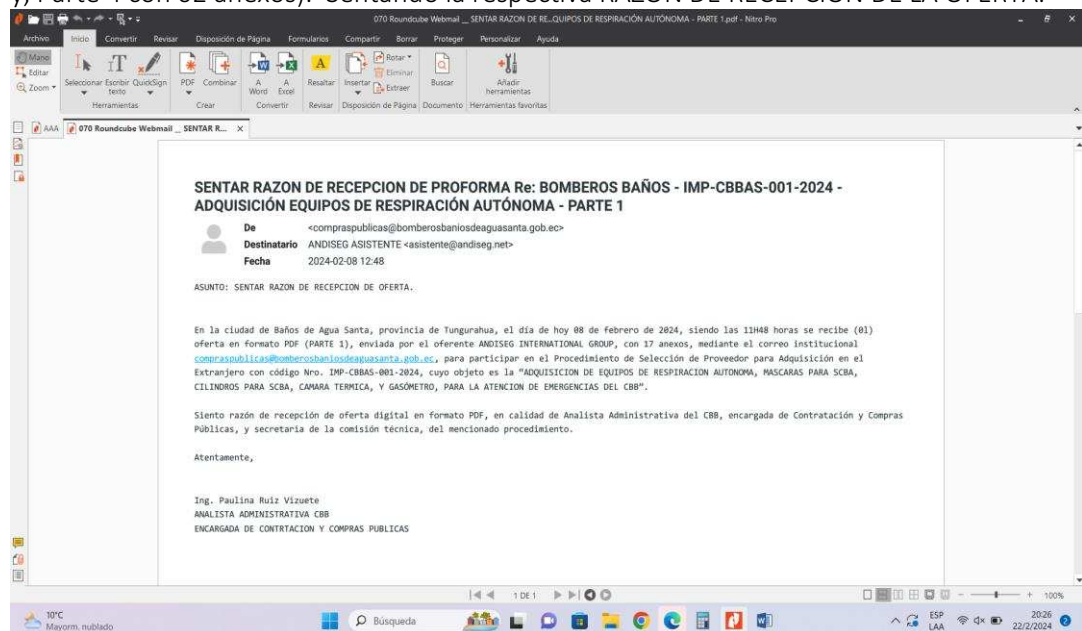 ), Parte 4 con 02 anexos). Sentando la respectiva RAZÓN DE RECEPCIÓN DE LA OFERTA.
070 Roundcube Webmail _ SENTAR RAZON DE RE...QUIPOS DE RESPIRACIÓN AUTÓNOMA - PARTE 1.pdf - Nitro Pro
Archivo Inicio Convertir Revisar Disposición de Página Formularios Compartir Borrar Proteger Personalizar Ayuda
Mano
Editar
Zoom
Seleccionar Escribir texto QuickSign
PDF Combinar
A Word A Excel
Resaltar
Insertar
Rotar
Eliminar
Extraer
Buscar
Añadir herramientas
Herramientas Crear Convertir Revisar Disposición de Página Documento Herramientas favoritas
AAA 070 Roundcube Webmail _ SENTAR R... X
SENTAR RAZON DE RECEPCION DE PROFORMA Re: BOMBEROS BAÑOS - IMP-CBBAS-001-2024 -
ADQUISICIÓN EQUIPOS DE RESPIRACIÓN AUTÓNOMA - PARTE 1
De <compraspublicas@bomberosbaniosdeaguasanta.gob.ec>
Destinatario ANDISEG ASISTENTE <asistente@andiseg.net>
Fecha 2024-02-08 12:48
ASUNTO: SENTAR RAZON DE RECEPCION DE OFERTA.
En la ciudad de Baños de Agua Santa, provincia de Tungurahua, el día de hoy 08 de febrero de 2024, siendo las 11H48 horas se recibe (01)
oferta en formato PDF (PARTE 1), enviada por el oferente ANDISEG INTERNATIONAL GROUP, con 17 anexos, mediante el correo institucional
compraspublicas@bomberosbaniosdeaguasanta.gob.ec, para participar en el Procedimiento de Selección de Proveedor para Adquisición en el
Extranjero con código Nro. IMP-CBBAS-001-2024, cuyo objeto es la "ADQUISICION DE EQUIPOS DE RESPIRACION AUTONOMA, MASCARAS PARA SCBA,
CILINDROS PARA SCBA, CAMARA TERMICA, Y GASÓMETRO, PARA LA ATENCION DE EMERGENCIAS DEL CBB".
Siento razón de recepción de oferta digital en formato PDF, en calidad de Analista Administrativa del CBB, encargada de Contratación y Compras
Públicas, y secretaria de la comisión técnica, del mencionado procedimiento.
Atentamente,
Ing. Paulina Ruiz Vizuete
ANALISTA ADMINISTRATIVA CBB
ENCARGADA DE CONTRTACION Y COMPRAS PUBLICAS
1 DE 1
100%
10°C
Mayorm. nublado
Búsqueda
ESP
LAA
20:26
22/2/2024